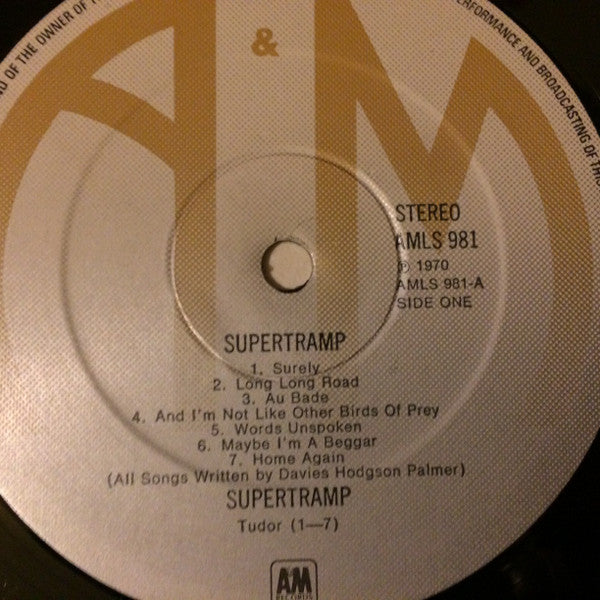 ND OF THE OWNER OF
PERFORMANCE AND BROADCASTING OF THIS
A & M
STEREO
AMLS 981
℗ 1970
AMLS 981-A
SIDE ONE
SUPERTRAMP
1. Surely
2. Long Long Road
3. Au Bade
4. And I'm Not Like Other Birds Of Prey
5. Words Unspoken
6. Maybe I'm A Beggar
7. Home Again
(All Songs Written by Davies Hodgson Palmer)
SUPERTRAMP
Tudor (1—7)
A&M
RECORDS